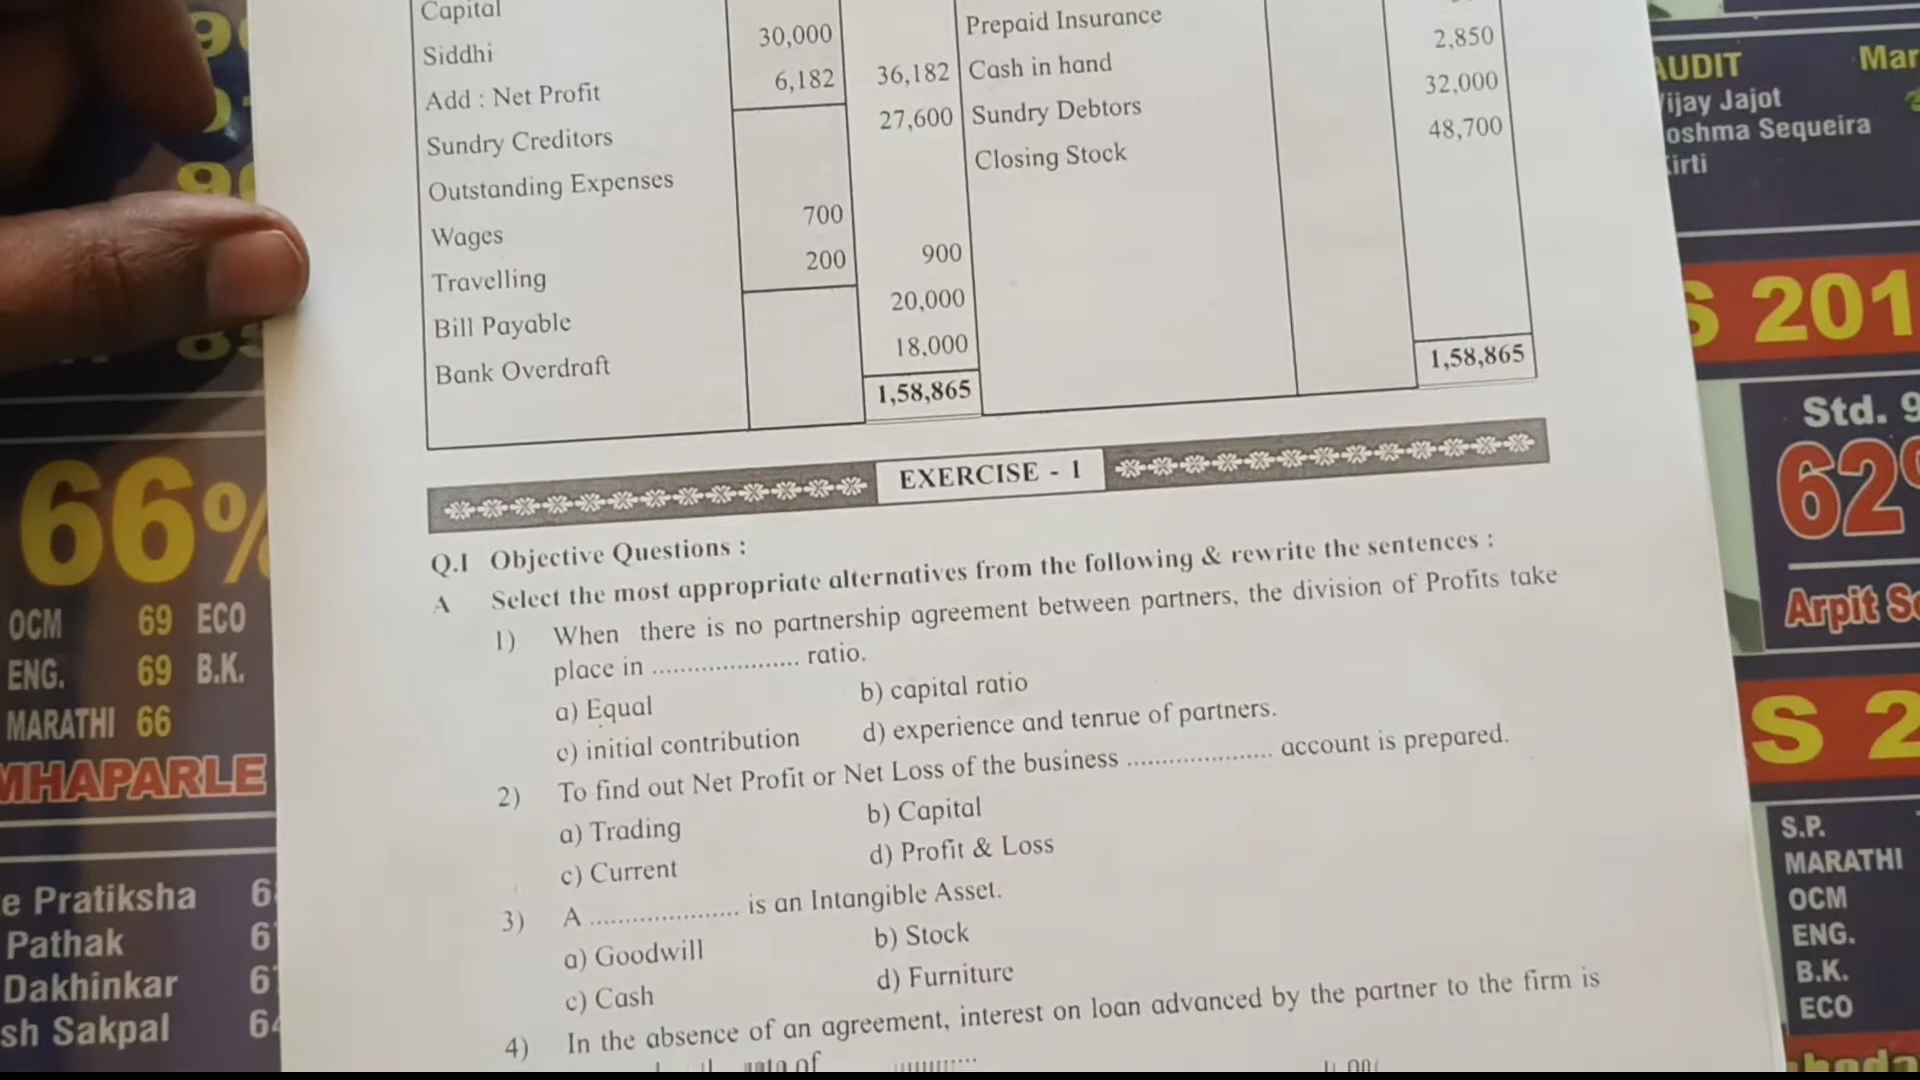 Capital
Siddhi 30,000
Add : Net Profit 6,182 36,182
Sundry Creditors 27,600
Outstanding Expenses
Wages 700
Travelling 200 900
Bill Payable 20,000
Bank Overdraft 18,000
1,58,865
Prepaid Insurance
Cash in hand 2,850
Sundry Debtors 32,000
Closing Stock 48,700
1,58,865
EXERCISE - 1
Q.I Objective Questions :
A Select the most appropriate alternatives from the following & rewrite the sentences :
1) When there is no partnership agreement between partners, the division of Profits take
place in ..................... ratio.
a) Equal b) capital ratio
c) initial contribution d) experience and tenrue of partners.
2) To find out Net Profit or Net Loss of the business ..................... account is prepared.
a) Trading b) Capital
c) Current d) Profit & Loss
3) A ..................... is an Intangible Asset.
a) Goodwill b) Stock
c) Cash d) Furniture
4) In the absence of an agreement, interest on loan advanced by the partner to the firm is
66%
OCM 69 ECO
ENG. 69 B.K.
MARATHI 66
MHAPARLE
Pratiksha
Pathak
Dakhinkar
Sakpal
AUDIT
Jajot
Sequeira
S 201
Std. 9
62
Arpit
S 2
S.P.
MARATHI
OCM
ENG.
B.K.
ECO